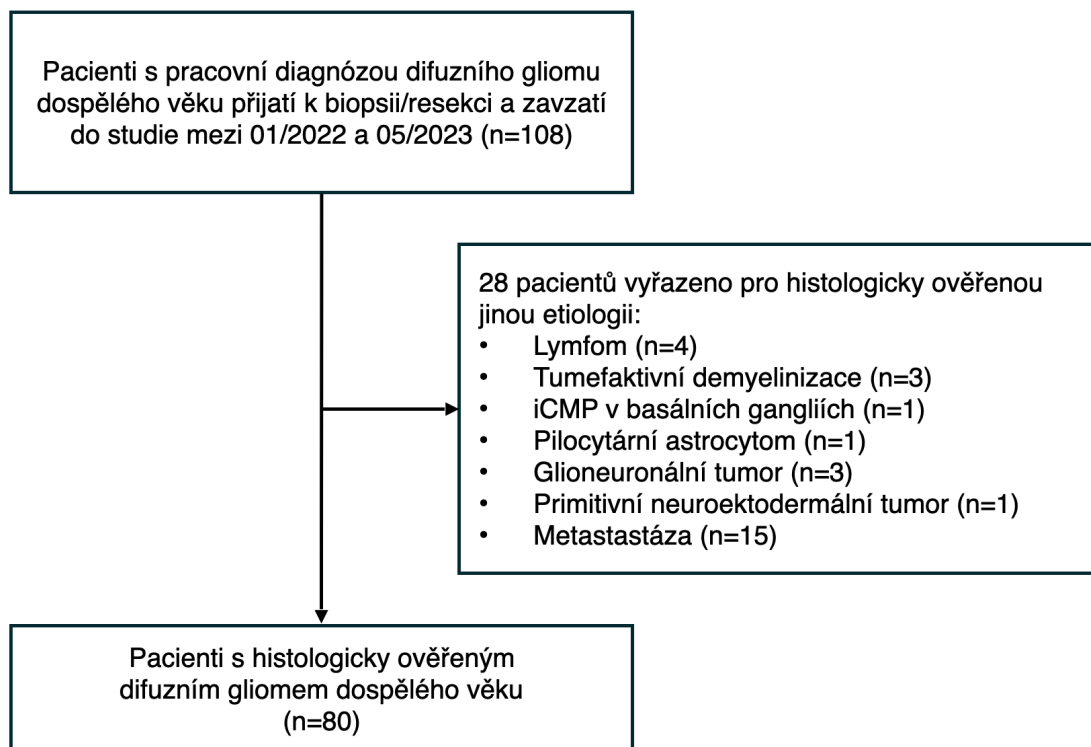 Pacienti s pracovní diagnózou difuzního gliomu
dospělého věku přijatí k biopsii/resekci a zavzatí
do studie mezi 01/2022 a 05/2023 (n=108)
28 pacientů vyřazeno pro histologicky ověřenou
jinou etiologii:
• Lymfom (n=4)
• Tumefaktivní demyelinizace (n=3)
• iCMP v basálních gangliích (n=1)
• Pilocytární astrocytom (n=1)
• Glioneuronální tumor (n=3)
• Primitivní neuroektodermální tumor (n=1)
• Metastastáza (n=15)
Pacienti s histologicky ověřeným
difuzním gliomem dospělého věku
(n=80)